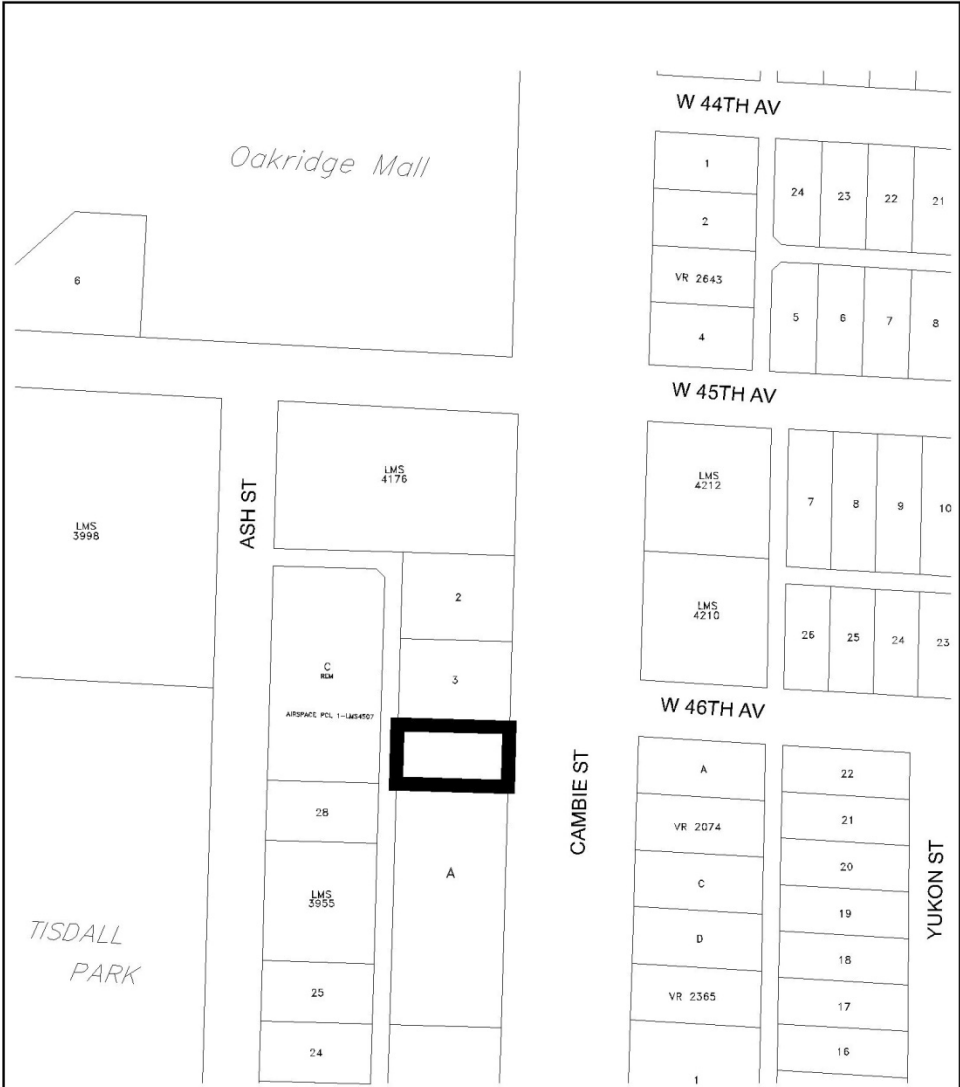 W 44TH AV
Oakridge Mall
1
24
23
22
21
2
6
VR 2643
5
6
7
8
4
W 45TH AV
LMS
4176
LMS
4212
ASH ST
LMS
3998
7
8
9
10
2
LMS
4210
26
25
24
23
C
REM
3
AIRSPACE PCL 1-LMS4507
W 46TH AV
CAMBIE ST
A
22
28
VR 2074
21
A
20
LMS
3955
C
YUKON ST
19
TISDALL
PARK
D
18
25
VR 2365
17
24
16
1